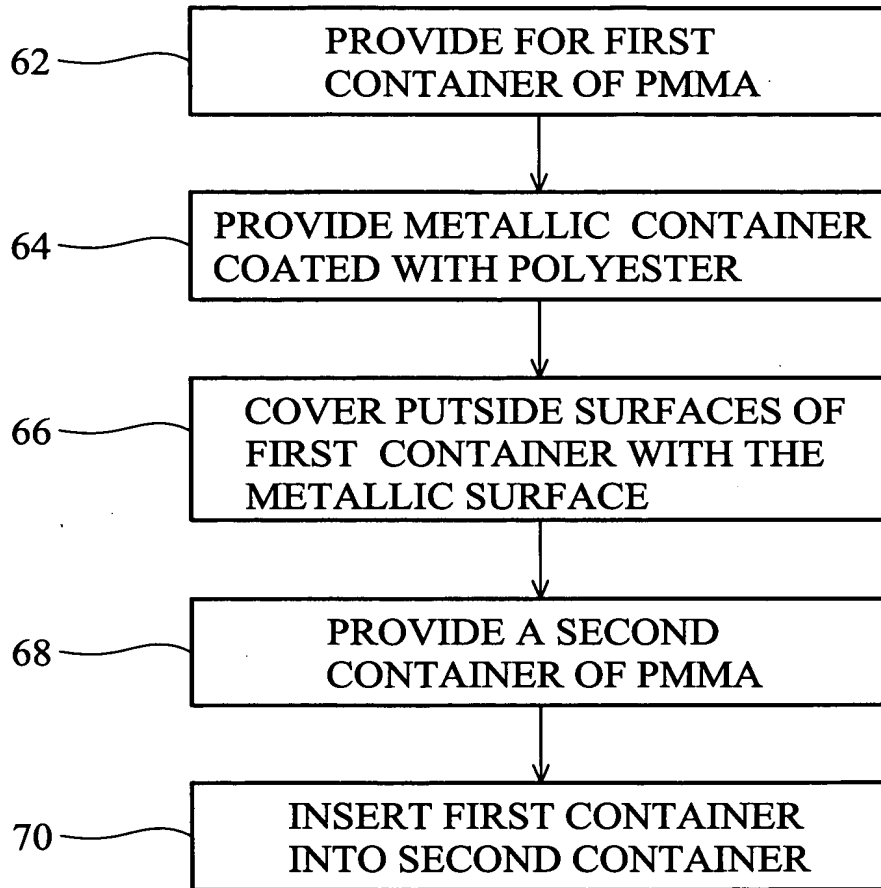 62
PROVIDE FOR FIRST
CONTAINER OF PMMA
64
PROVIDE METALLIC CONTAINER
COATED WITH POLYESTER
66
COVER PUTSIDE SURFACES OF
FIRST CONTAINER WITH THE
METALLIC SURFACE
68
PROVIDE A SECOND
CONTAINER OF PMMA
70
INSERT FIRST CONTAINER
INTO SECOND CONTAINER